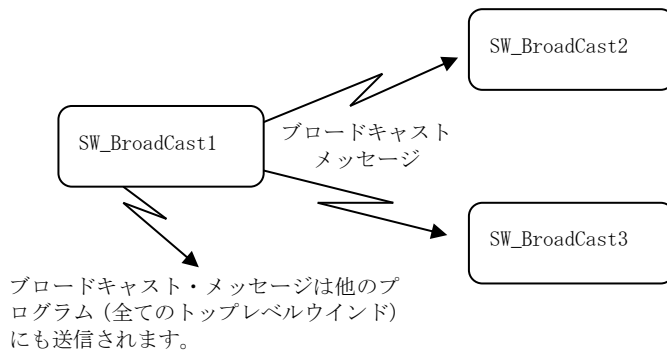 SW_BroadCast2
SW_BroadCast1
ブロードキャスト
メッセージ
SW_BroadCast3
ブロードキャスト・メッセージは他のプ
ログラム（全てのトップレベルウインド）
にも送信されます。